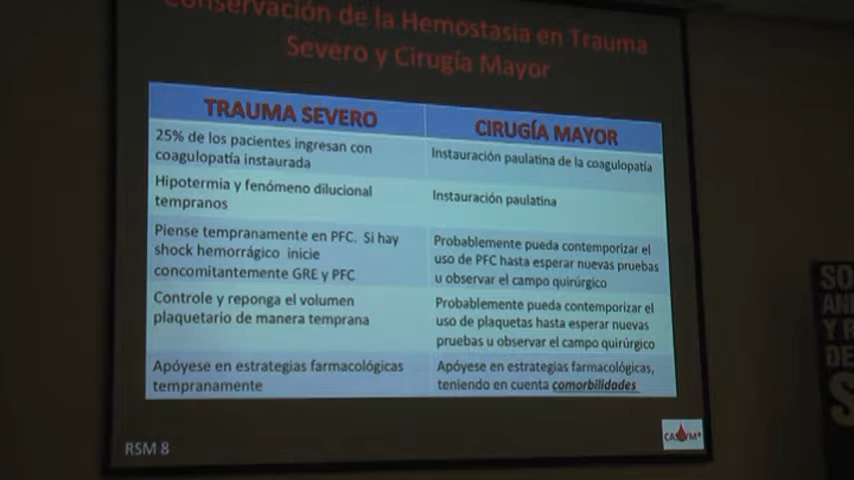 Conservación de la Hemostasia en Trauma
Severo y Cirugía Mayor
TRAUMA SEVERO
CIRUGÍA MAYOR
25% de los pacientes ingresan con
coagulopatía instaurada
Instauración paulatina de la coagulopatía
Hipotermia y fenómeno dilucional
tempranos
Instauración paulatina
Piense tempranamente en PFC. Si hay
shock hemorrágico inicie
concomitantemente GRE y PFC
Probablemente pueda contemporizar el
uso de PFC hasta esperar nuevas pruebas
u observar el campo quirúrgico
Controle y reponga el volumen
plaquetario de manera temprana
Probablemente pueda contemporizar el
uso de plaquetas hasta esperar nuevas
pruebas u observar el campo quirúrgico
Apóyese en estrategias farmacológicas
tempranamente
Apóyese en estrategias farmacológicas,
teniendo en cuenta comorbilidades
RSM 8